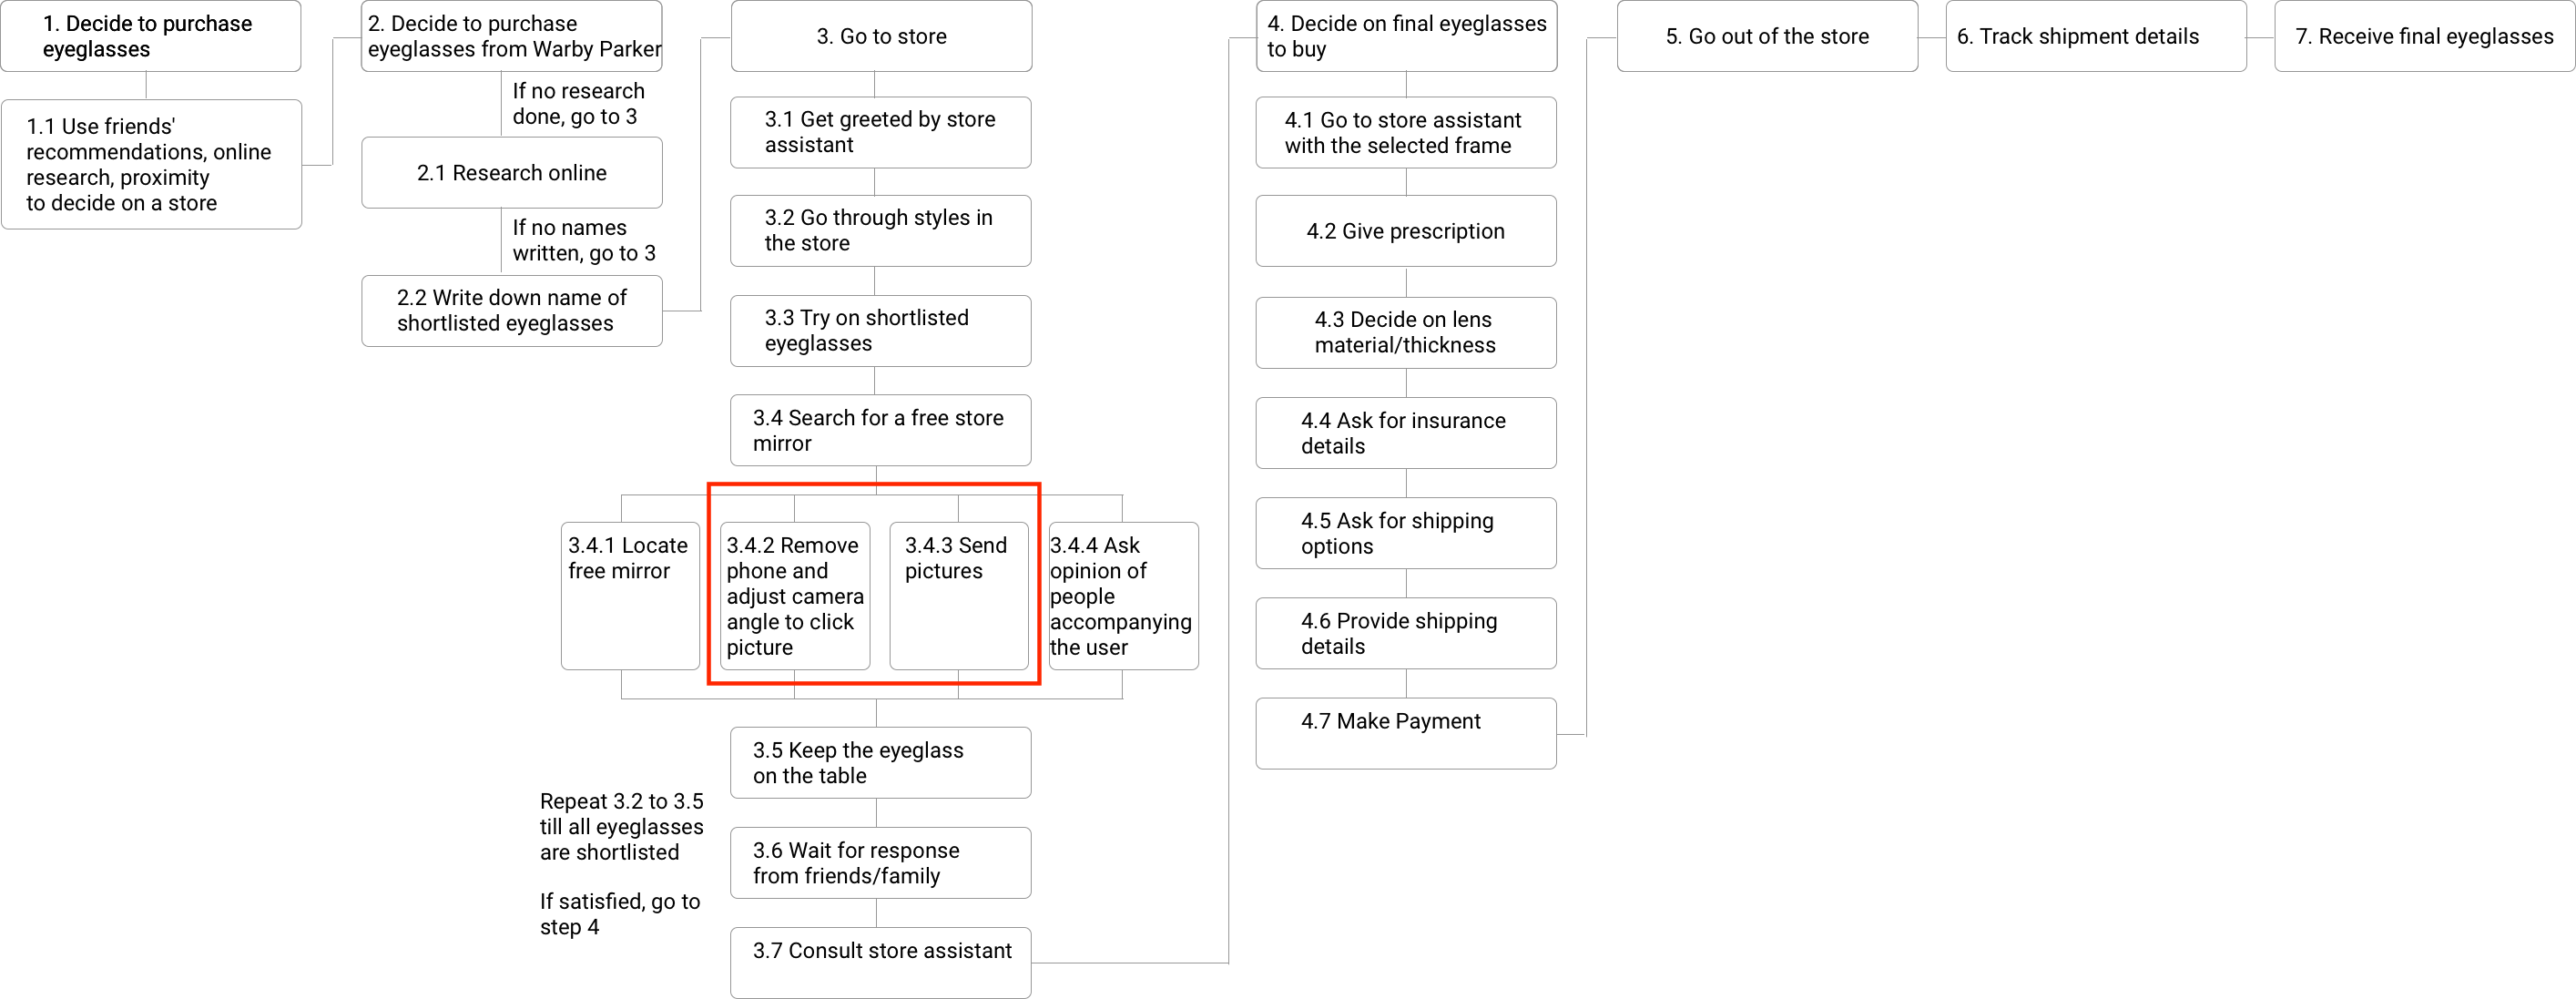 1. Decide to purchase
eyeglasses
1.1 Use friends'
recommendations, online
research, proximity
to decide on a store
2. Decide to purchase
eyeglasses from Warby Parker
If no research
done, go to 3
2.1 Research online
If no names
written, go to 3
2.2 Write down name of
shortlisted eyeglasses
3. Go to store
3.1 Get greeted by store
assistant
3.2 Go through styles in
the store
3.3 Try on shortlisted
eyeglasses
3.4 Search for a free store
mirror
3.4.1 Locate
free mirror
3.4.2 Remove
phone and
adjust camera
angle to click
picture
3.4.3 Send
pictures
3.4.4 Ask
opinion of
people
accompanying
the user
3.5 Keep the eyeglass
on the table
Repeat 3.2 to 3.5
till all eyeglasses
are shortlisted
If satisfied, go to
step 4
3.6 Wait for response
from friends/family
3.7 Consult store assistant
4. Decide on final eyeglasses
to buy
4.1 Go to store assistant
with the selected frame
4.2 Give prescription
4.3 Decide on lens
material/thickness
4.4 Ask for insurance
details
4.5 Ask for shipping
options
4.6 Provide shipping
details
4.7 Make Payment
5. Go out of the store
6. Track shipment details
7. Receive final eyeglasses